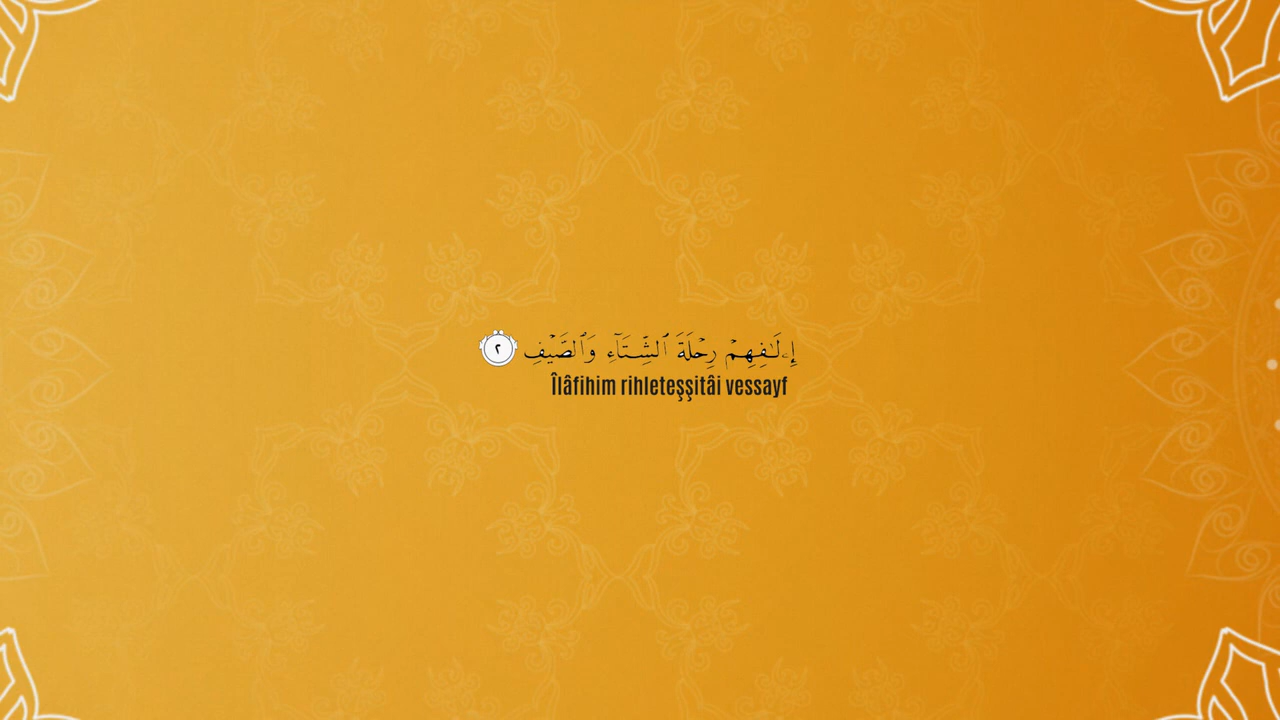 إِۦلَٰفِهِمْ رِحْلَةَ ٱلشِّتَآءِ وَٱلصَّيْفِ ٢
Îlâfihim rihleteşşitâi vessayf